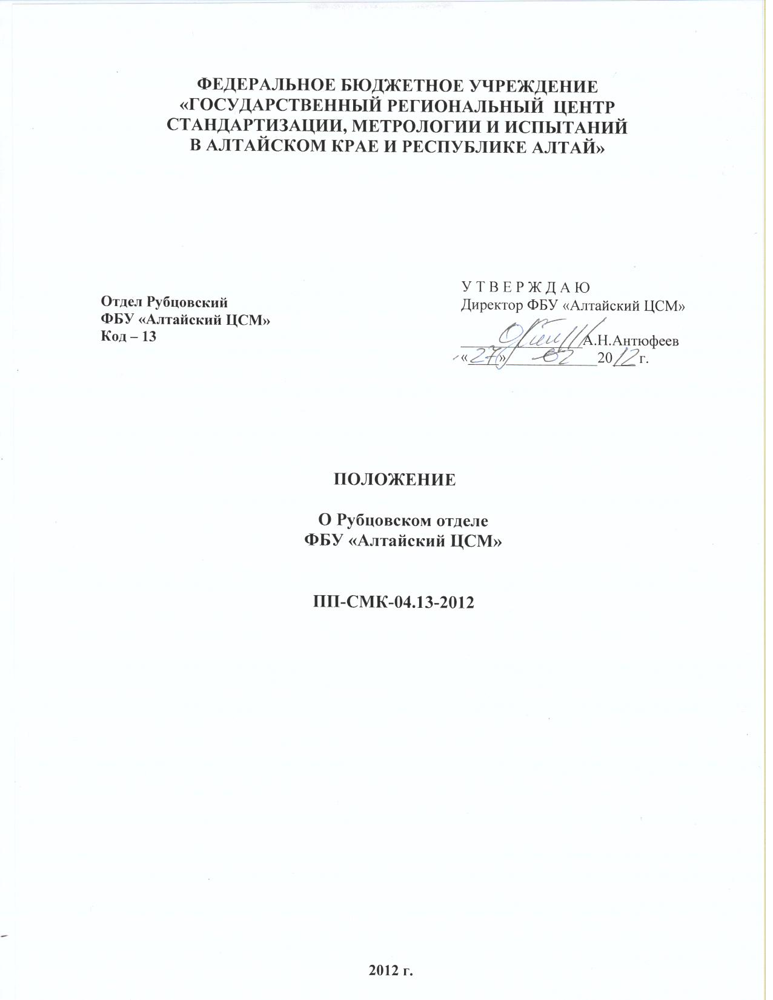 ФЕДЕРАЛЬНОЕ БЮДЖЕТНОЕ УЧРЕЖДЕНИЕ
«ГОСУДАРСТВЕННЫЙ РЕГИОНАЛЬНЫЙ ЦЕНТР
СТАНДАРТИЗАЦИИ, МЕТРОЛОГИИ И ИСПЫТАНИЙ
В АЛТАЙСКОМ КРАЕ И РЕСПУБЛИКЕ АЛТАЙ»
Отдел Рубцовский
ФБУ «Алтайский ЦСМ»
Код – 13
У Т В Е Р Ж Д А Ю
Директор ФБУ «Алтайский ЦСМ»
А.Н.Антюфеев
«27» 02 2012 г.
ПОЛОЖЕНИЕ
О Рубцовском отделе
ФБУ «Алтайский ЦСМ»
ПП-СМК-04.13-2012
2012 г.